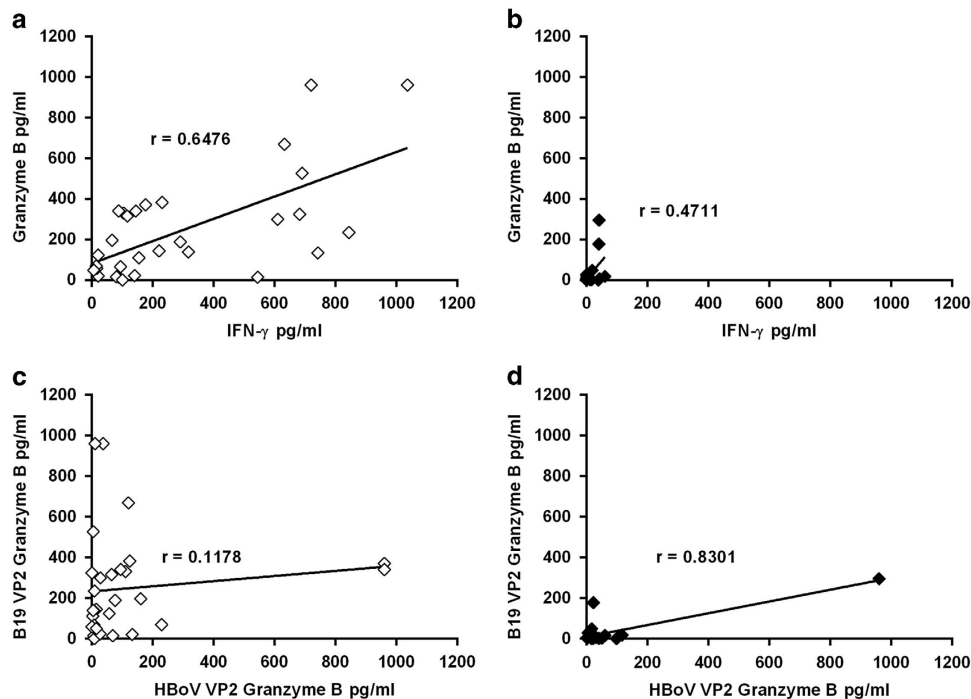 a
Granzyme B pg/ml
1200
1000
800
600
400
200
0
r = 0.6476
0 200 400 600 800 1000 1200
IFN-γ pg/ml
b
Granzyme B pg/ml
1200
1000
800
600
400
200
0
r = 0.4711
0 200 400 600 800 1000 1200
IFN-γ pg/ml
c
B19 VP2 Granzyme B pg/ml
1200
1000
800
600
400
200
0
r = 0.1178
0 200 400 600 800 1000 1200
HBoV VP2 Granzyme B pg/ml
d
B19 VP2 Granzyme B pg/ml
1200
1000
800
600
400
200
0
r = 0.8301
0 200 400 600 800 1000 1200
HBoV VP2 Granzyme B pg/ml